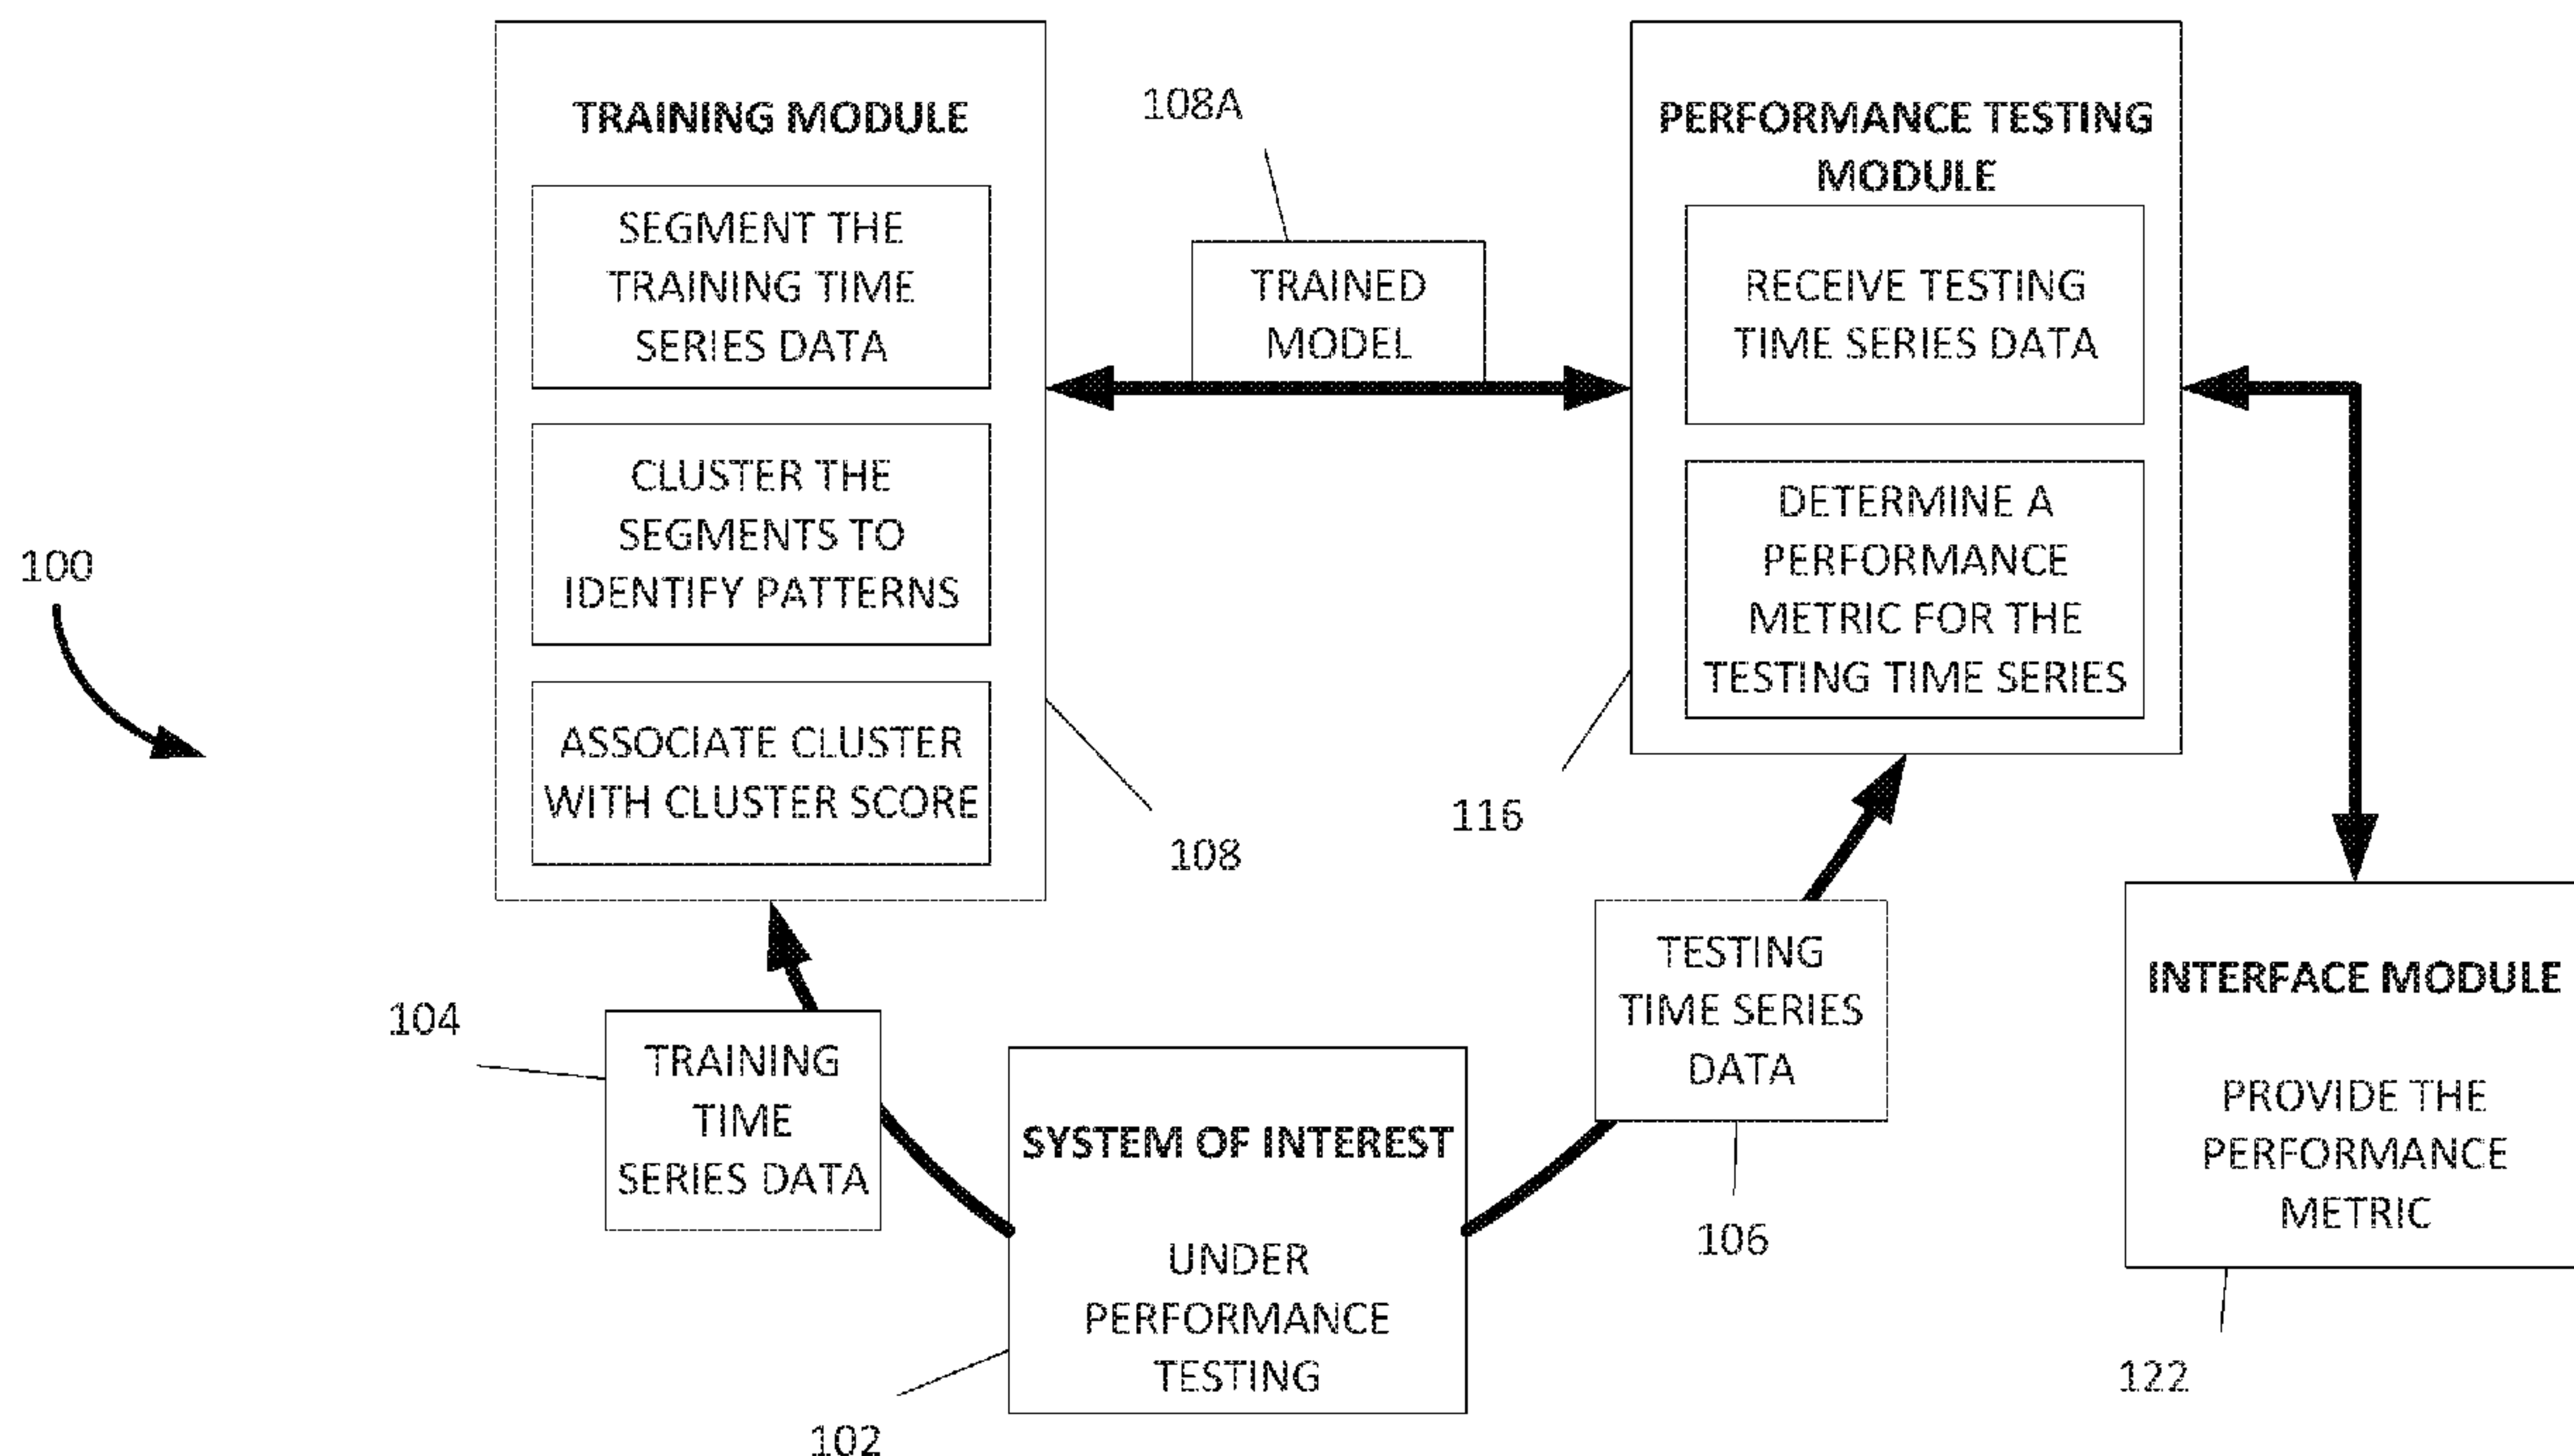 100
TRAINING MODULE
SEGMENT THE
TRAINING TIME
SERIES DATA
CLUSTER THE
SEGMENTS TO
IDENTIFY PATTERNS
ASSOCIATE CLUSTER
WITH CLUSTER SCORE
108
108A
TRAINED
MODEL
PERFORMANCE TESTING
MODULE
RECEIVE TESTING
TIME SERIES DATA
DETERMINE A
PERFORMANCE
METRIC FOR THE
TESTING TIME SERIES
116
104
TRAINING
TIME
SERIES DATA
SYSTEM OF INTEREST
UNDER
PERFORMANCE
TESTING
102
TESTING
TIME SERIES
DATA
106
INTERFACE MODULE
PROVIDE THE
PERFORMANCE
METRIC
122